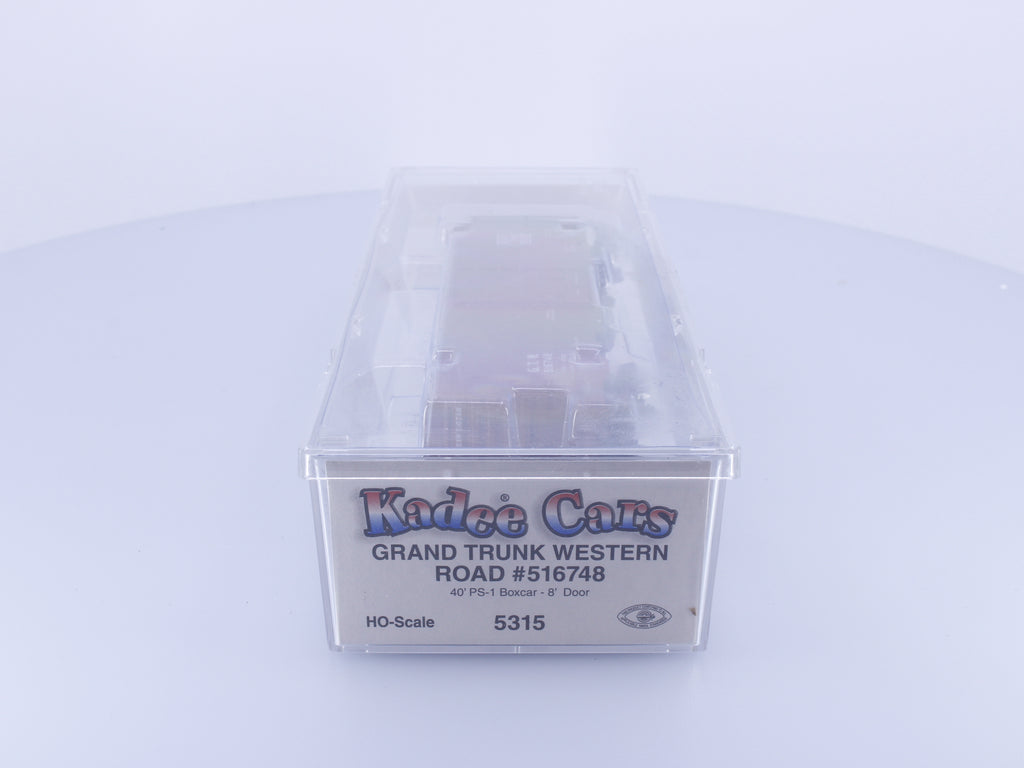 Kadee® Cars
GRAND TRUNK WESTERN
ROAD #516748
40' PS-1 Boxcar - 8' Door
HO-Scale
5315